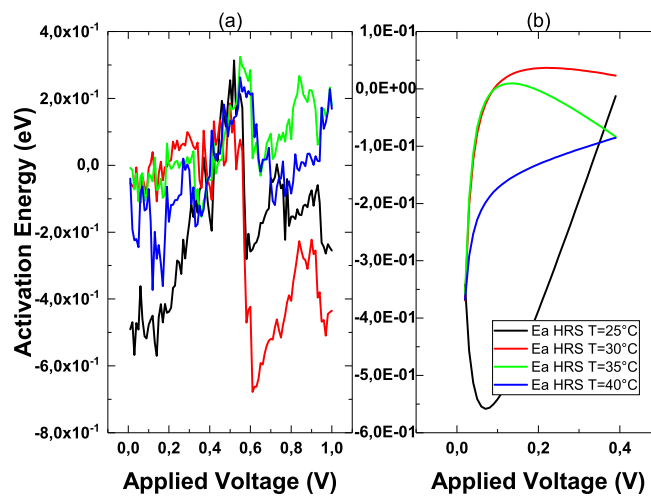 (a)
(b)
Activation Energy (eV)
4,0x10⁻¹
2,0x10⁻¹
0,0
-2,0x10⁻¹
-4,0x10⁻¹
-6,0x10⁻¹
-8,0x10⁻¹
0,0 0,2 0,4 0,6 0,8 1,0
Applied Voltage (V)
1,0E-01
0,0E+00
-1,0E-01
-2,0E-01
-3,0E-01
-4,0E-01
-5,0E-01
-6,0E-01
Ea HRS T=25°C
Ea HRS T=30°C
Ea HRS T=35°C
Ea HRS T=40°C
0,0 0,2 0,4
Applied Voltage (V)